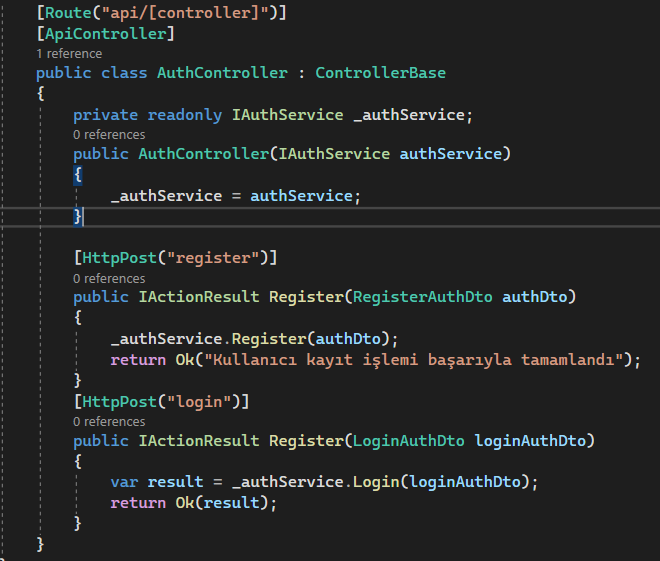 [Route("api/[controller]")]
[ApiController]
1 reference
public class AuthController : ControllerBase
{
private readonly IAuthService _authService;
0 references
public AuthController(IAuthService authService)
{
_authService = authService;
}
[HttpPost("register")]
0 references
public IActionResult Register(RegisterAuthDto authDto)
{
_authService.Register(authDto);
return Ok("Kullanıcı kayıt işlemi başarıyla tamamlandı");
}
[HttpPost("login")]
0 references
public IActionResult Register(LoginAuthDto loginAuthDto)
{
var result = _authService.Login(loginAuthDto);
return Ok(result);
}
}